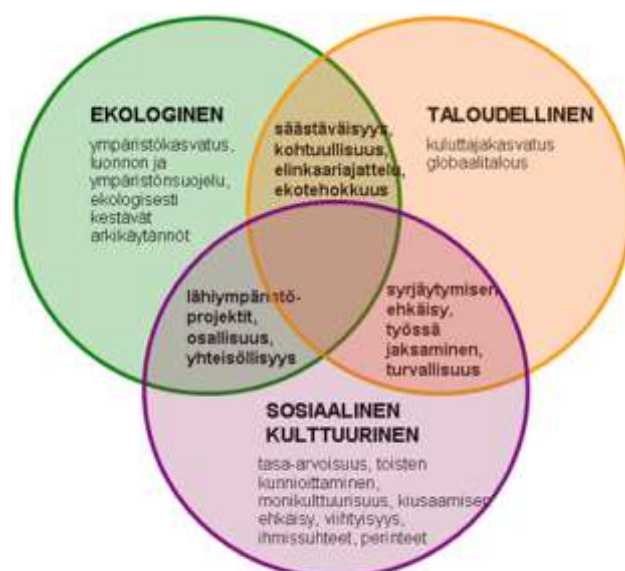 EKOLOGINEN
ympäristökasvatus,
luonnon ja
ympäristönsuojelu,
ekologisesti
kestävät
arkikäytännöt
säästäväisyys,
kohtuullisuus,
elinkaariajattelu,
ekotehokkuus
TALOUDELLINEN
kuluttajakasvatus
globaalitalous
lähiympäristö-
projektit,
osallisuus,
yhteisöllisyys
syrjäytymisen
ehkäisy,
työssä
jaksaminen,
turvallisuus
SOSIAALINEN
KULTTUURINEN
tasa-arvoisuus, toisten
kunnioittaminen,
monikulttuurisuus, kiusaamisen
ehkäisy, viihtyisyys,
ihmissuhteet, perinteet